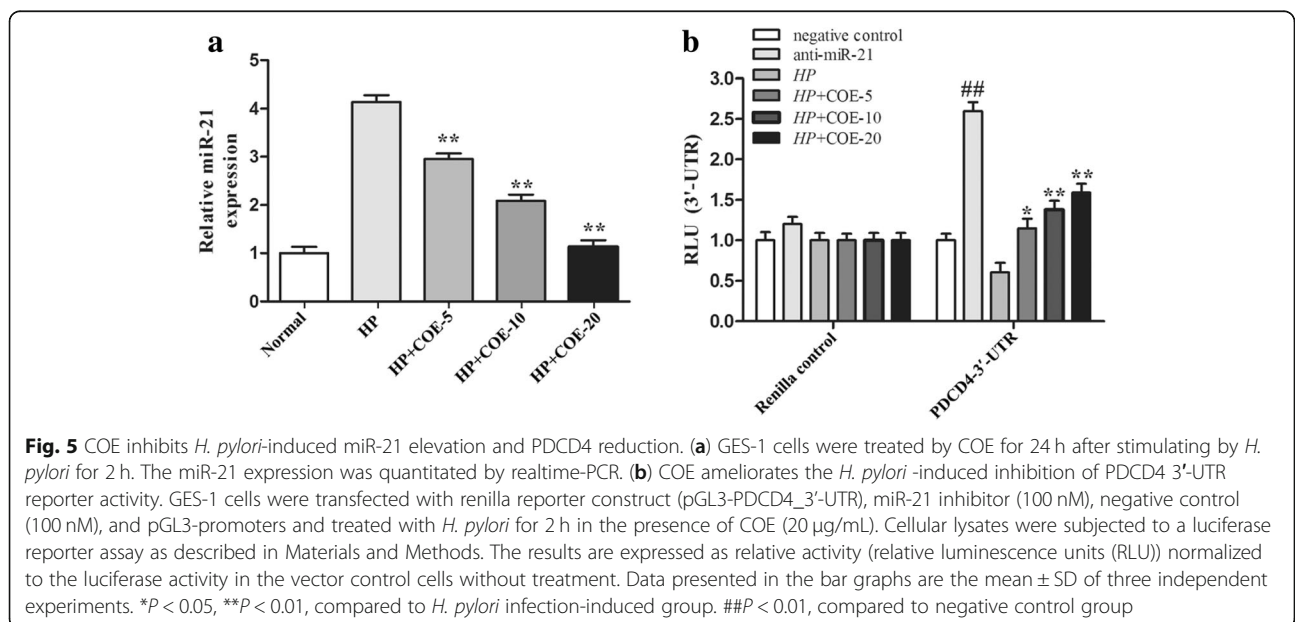 a
5
4
3
2
1
0
Relative miR-21
expression
**
**
**
Normal
HP
HP+COE-5
HP+COE-10
HP+COE-20
b
negative control
anti-miR-21
HP
HP+COE-5
HP+COE-10
HP+COE-20
3.0
2.5
2.0
1.5
1.0
0.5
0.0
RLU (3'-UTR)
##
*
**
**
Renilla control
PDCD4-3'-UTR
Fig. 5 COE inhibits H. pylori-induced miR-21 elevation and PDCD4 reduction. (a) GES-1 cells were treated by COE for 24 h after stimulating by H.
pylori for 2 h. The miR-21 expression was quantitated by realtime-PCR. (b) COE ameliorates the H. pylori -induced inhibition of PDCD4 3′-UTR
reporter activity. GES-1 cells were transfected with renilla reporter construct (pGL3-PDCD4_3′-UTR), miR-21 inhibitor (100 nM), negative control
(100 nM), and pGL3-promoters and treated with H. pylori for 2 h in the presence of COE (20 μg/mL). Cellular lysates were subjected to a luciferase
reporter assay as described in Materials and Methods. The results are expressed as relative activity (relative luminescence units (RLU)) normalized
to the luciferase activity in the vector control cells without treatment. Data presented in the bar graphs are the mean ± SD of three independent
experiments. *P < 0.05, **P < 0.01, compared to H. pylori infection-induced group. ##P < 0.01, compared to negative control group